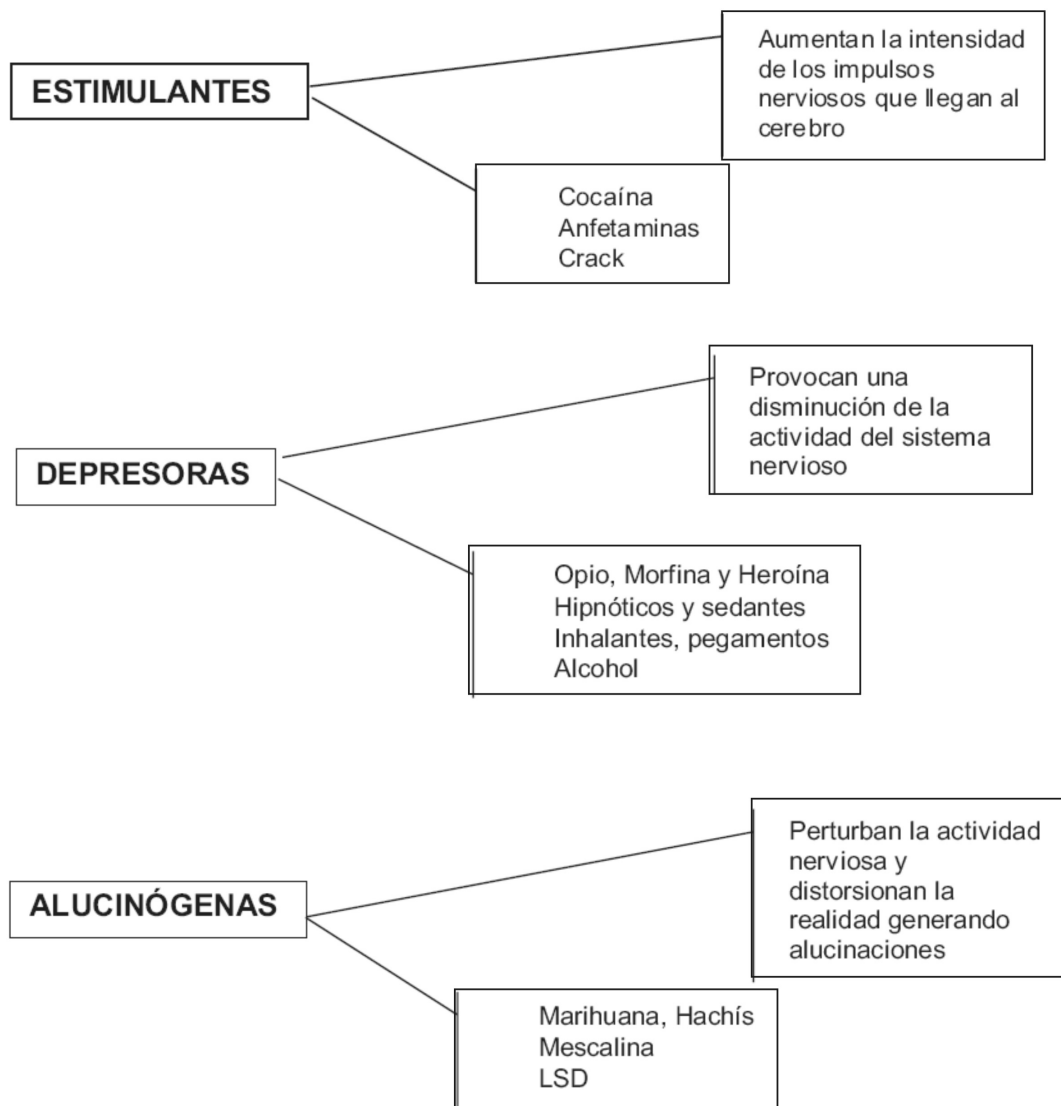 ESTIMULANTES
Aumentan la intensidad
de los impulsos
nerviosos que llegan al
cerebro
Cocaína
Anfetaminas
Crack
DEPRESORAS
Provocan una
disminución de la
actividad del sistema
nervioso
Opio, Morfina y Heroína
Hipnóticos y sedantes
Inhalantes, pegamentos
Alcohol
ALUCINÓGENAS
Perturban la actividad
nerviosa y
distorsionan la
realidad generando
alucinaciones
Marihuana, Hachís
Mescalina
LSD